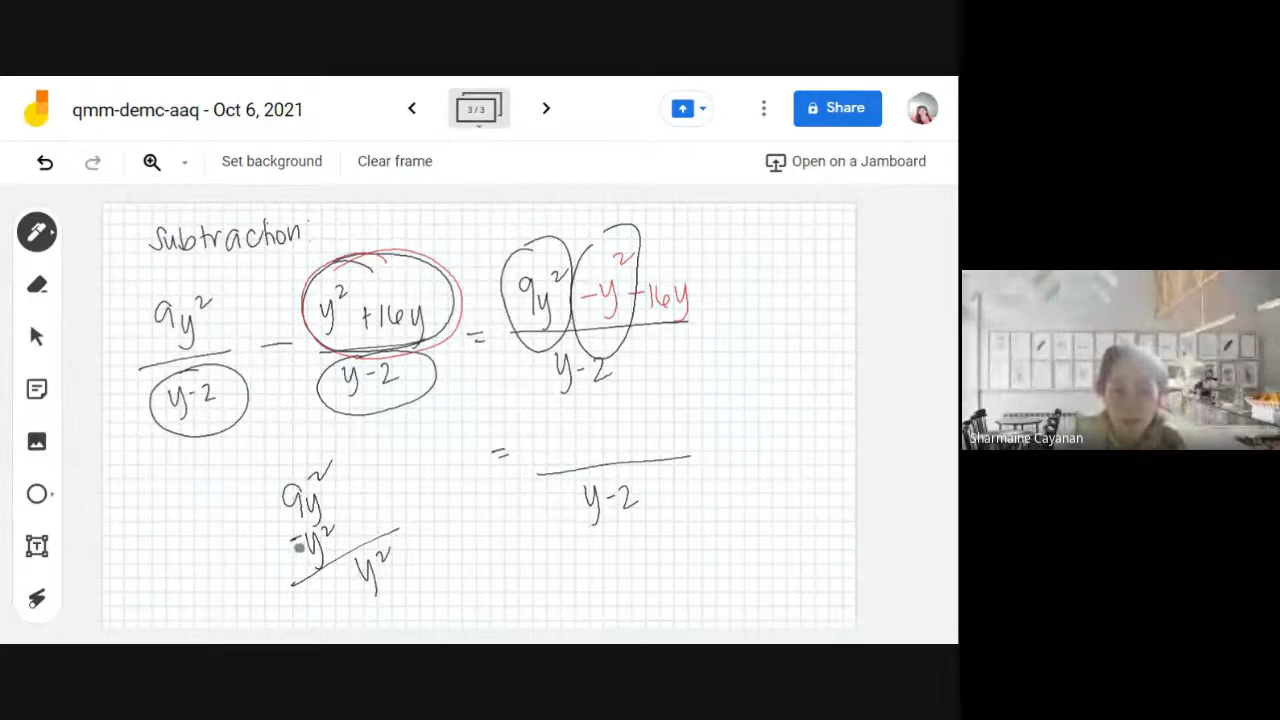 qmm-demc-aaq - Oct 6, 2021
3 / 3
Share
Set background
Clear frame
Open on a Jamboard
Subtraction:
9y² / y-2 - y² +16y / y-2 = 9y² -y² -16y / y-2
= / y-2
9y²
-y²
y²
Sharmaine Cayanan